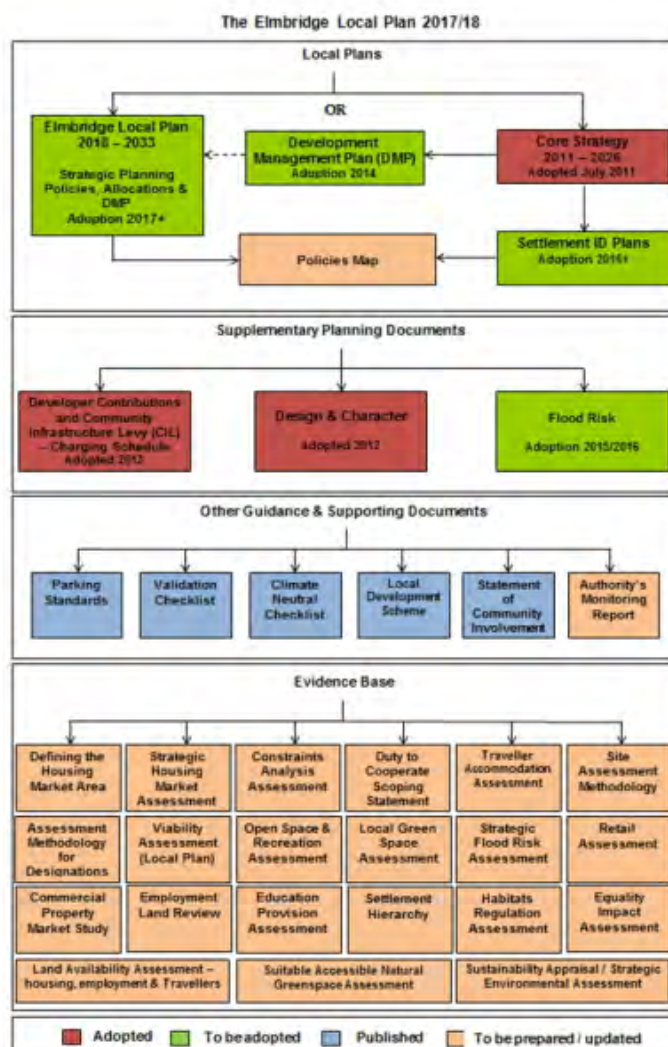 The Elmbridge Local Plan 2017/18
Local Plans
OR
Elmbridge Local Plan
2018 – 2033
Strategic Planning
Policies, Allocations &
DMP
Adoption 2017+
Development
Management Plan (DMP)
Adoption 2014
Core Strategy
2011 – 2026
Adopted July 2011
Policies Map
Settlement ID Plans
Adoption 2016+
Supplementary Planning Documents
Developer Contributions
and Community
Infrastructure Levy (CIL)
– Charging Schedule
Adopted 2012
Design & Character
adopted 2012
Flood Risk
Adoption 2015/2016
Other Guidance & Supporting Documents
Parking
Standards
Validation
Checklist
Climate
Neutral
Checklist
Local
Development
Scheme
Statement
of
Community
Involvement
Authority's
Monitoring
Report
Evidence Base
Defining the
Housing
Market Area
Strategic
Housing
Market
Assessment
Constraints
Analysis
Assessment
Duty to
Cooperate
Scoping
Statement
Traveller
Accommodation
Assessment
Site
Assessment
Methodology
Assessment
Methodology
for
Designations
Viability
Assessment
(Local Plan)
Open Space &
Recreation
Assessment
Local Green
Space
Assessment
Strategic
Flood Risk
Assessment
Retail
Assessment
Commercial
Property
Market Study
Employment
Land Review
Education
Provision
Assessment
Settlement
Hierarchy
Habitats
Regulation
Assessment
Equality
Impact
Assessment
Land Availability Assessment –
housing, employment & Travellers
Suitable Accessible Natural
Greenspace Assessment
Sustainability Appraisal / Strategic
Environmental Assessment
Adopted
To be adopted
Published
To be prepared / updated